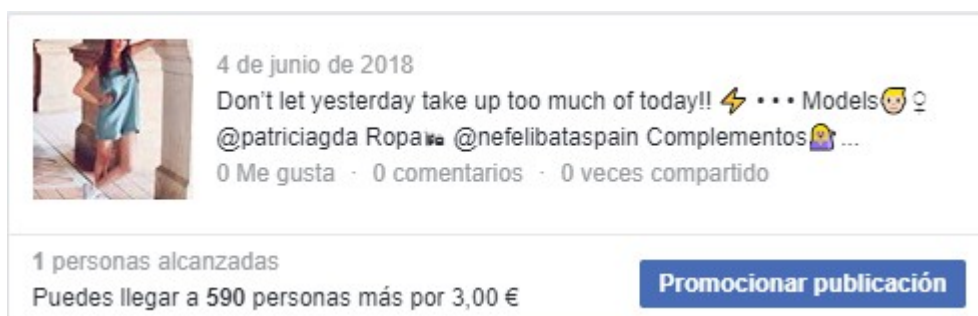 4 de junio de 2018
Don't let yesterday take up too much of today!! ⚡ • • • Models👱♀
@patriciagda Ropa👒 @nefelibataspain Complementos💁 ...
0 Me gusta · 0 comentarios · 0 veces compartido
1 personas alcanzadas
Puedes llegar a 590 personas más por 3,00 €
Promocionar publicación